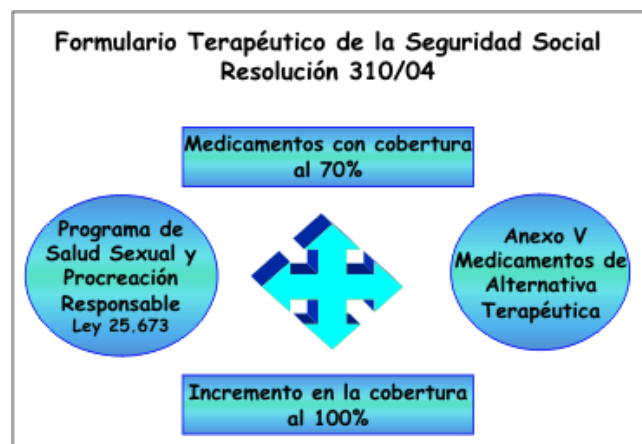 Formulario Terapéutico de la Seguridad Social
Resolución 310/04
Medicamentos con cobertura
al 70%
Programa de
Salud Sexual y
Procreación
Responsable
Ley 25.673
Anexo V
Medicamentos de
Alternativa
Terapéutica
Incremento en la cobertura
al 100%